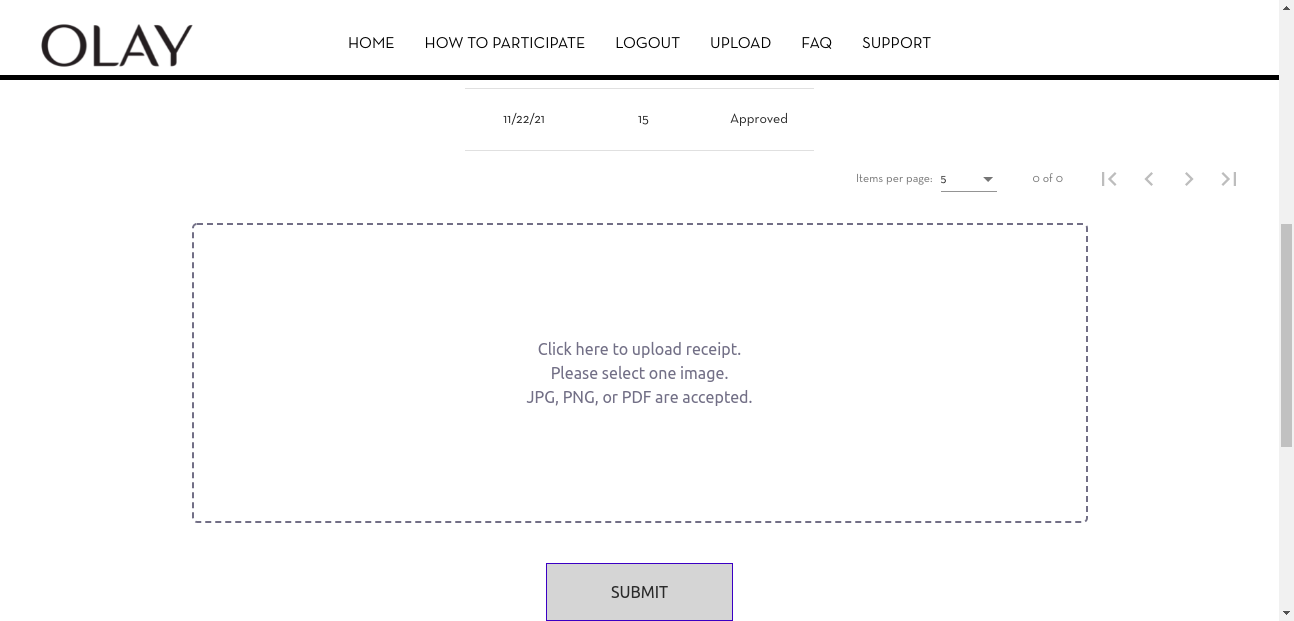 OLAY
HOME HOW TO PARTICIPATE LOGOUT UPLOAD FAQ SUPPORT
11/22/21 15 Approved
Items per page: 5 0 of 0
Click here to upload receipt.
Please select one image.
JPG, PNG, or PDF are accepted.
SUBMIT